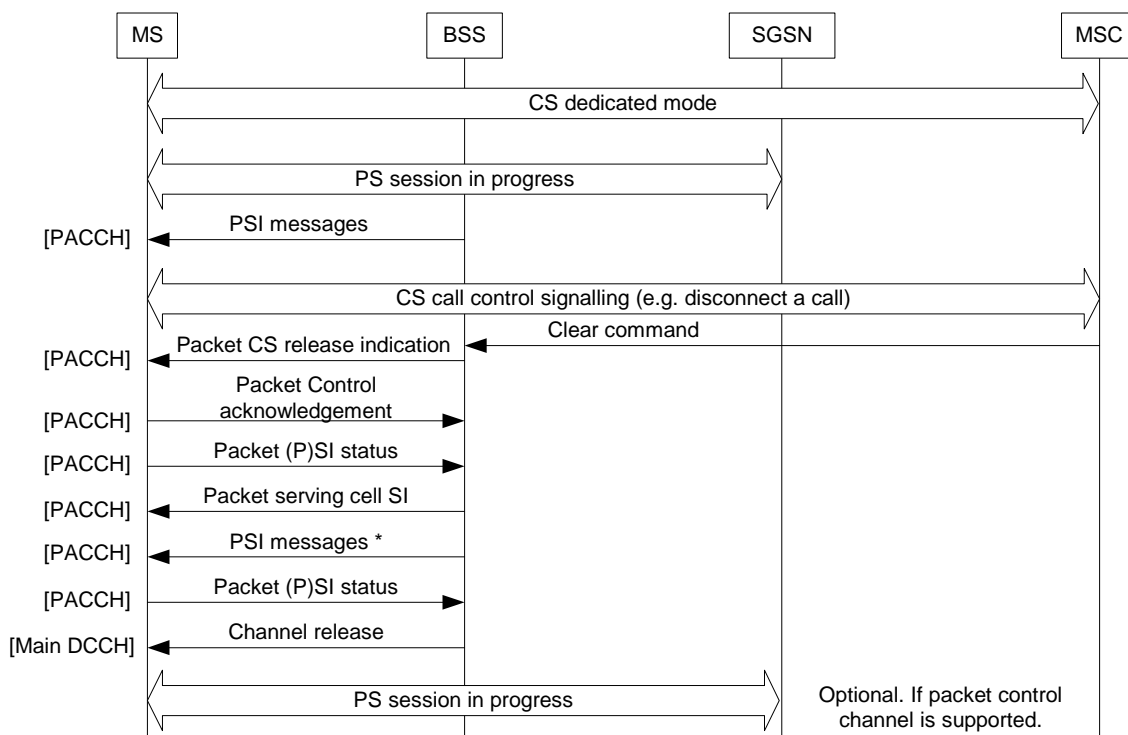 MS
BSS
SGSN
MSC
CS dedicated mode
PS session in progress
PSI messages
[PACCH]
CS call control signalling (e.g. disconnect a call)
Clear command
Packet CS release indication
[PACCH]
Packet Control
acknowledgement
[PACCH]
Packet (P)SI status
[PACCH]
Packet serving cell SI
[PACCH]
PSI messages *
[PACCH]
Packet (P)SI status
[PACCH]
Channel release
[Main DCCH]
PS session in progress
Optional. If packet control
channel is supported.